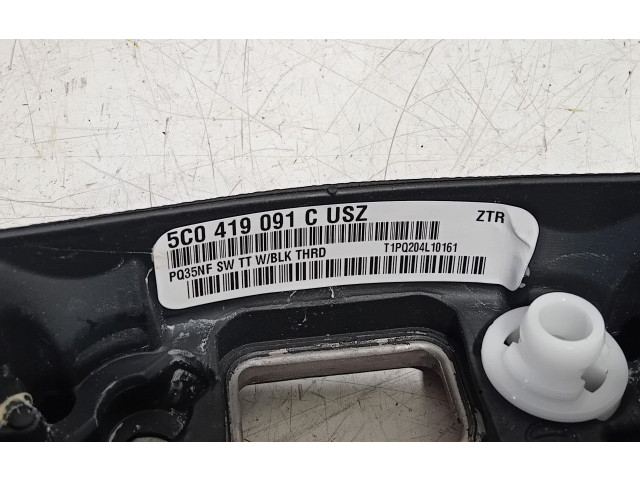 5C0 419 091 C USZ ZTR
T1PQ204L10161
PQ35NF SW TT W/BLK THRD